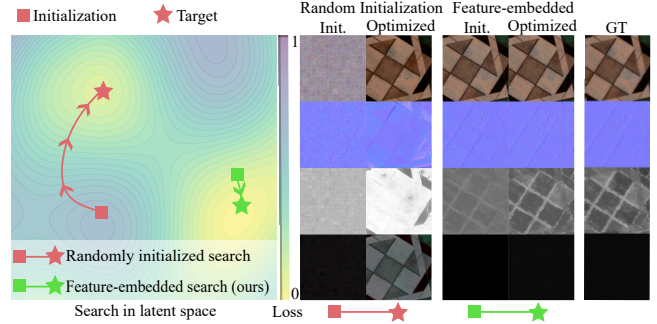 Initialization
Target
Random Initialization
Init. Optimized
Feature-embedded
Init. Optimized
GT
1
0
Randomly initialized search
Feature-embedded search (ours)
Search in latent space
Loss